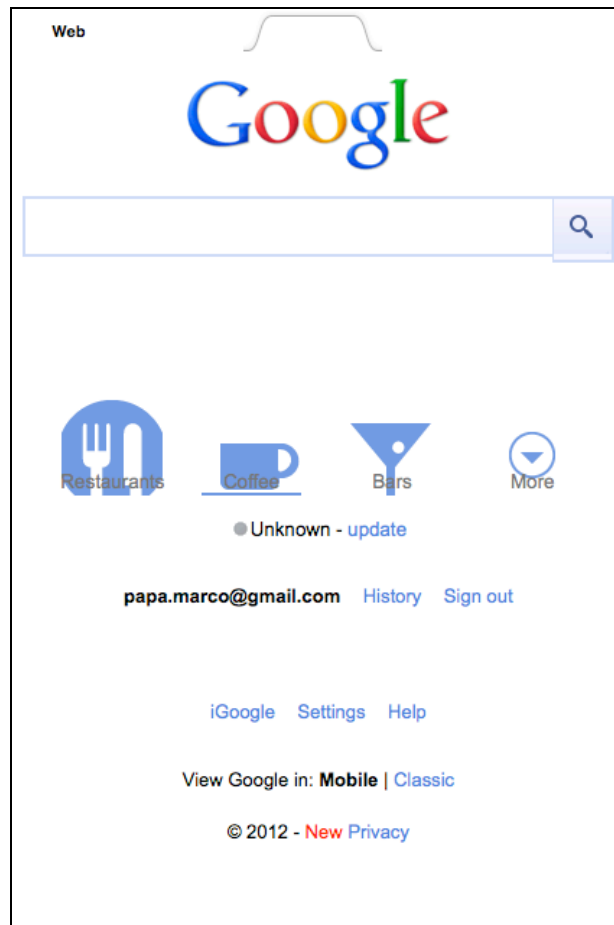 Web
Google
Restaurants Coffee Bars More
Unknown - update
papa.marco@gmail.com History Sign out
iGoogle Settings Help
View Google in: Mobile | Classic
© 2012 - New Privacy